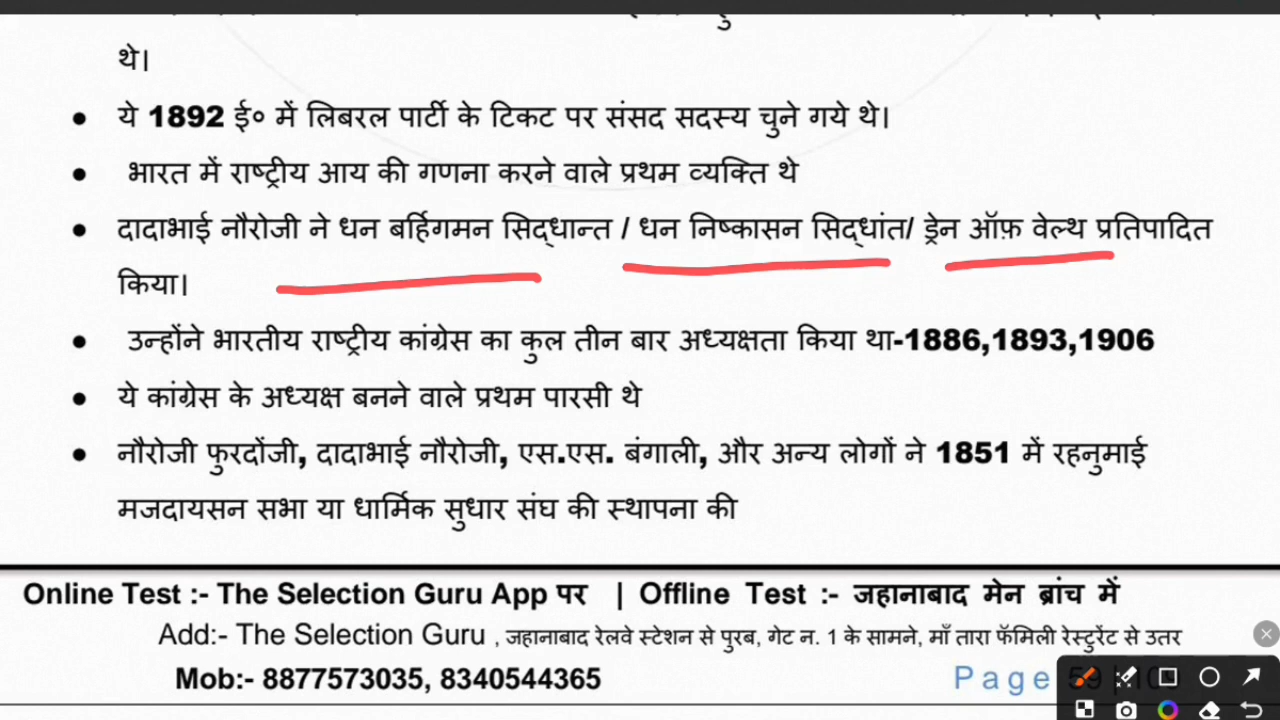 थे।
● ये 1892 ई० में लिबरल पार्टी के टिकट पर संसद सदस्य चुने गये थे।
● भारत में राष्ट्रीय आय की गणना करने वाले प्रथम व्यक्ति थे
● दादाभाई नौरोजी ने धन बर्हिगमन सिद्धान्त / धन निष्कासन सिद्धांत/ ड्रेन ऑफ़ वेल्थ प्रतिपादित
किया।
● उन्होंने भारतीय राष्ट्रीय कांग्रेस का कुल तीन बार अध्यक्षता किया था-1886,1893,1906
● ये कांग्रेस के अध्यक्ष बनने वाले प्रथम पारसी थे
● नौरोजी फुरदोंजी, दादाभाई नौरोजी, एस.एस. बंगाली, और अन्य लोगों ने 1851 में रहनुमाई
मजदायसन सभा या धार्मिक सुधार संघ की स्थापना की
Online Test :- The Selection Guru App पर | Offline Test :- जहानाबाद मेन ब्रांच में
Add:- The Selection Guru , जहानाबाद रेलवे स्टेशन से पुरब, गेट न. 1 के सामने, माँ तारा फॅमिली रेस्टुरेंट से उतर
Mob:- 8877573035, 8340544365
Page